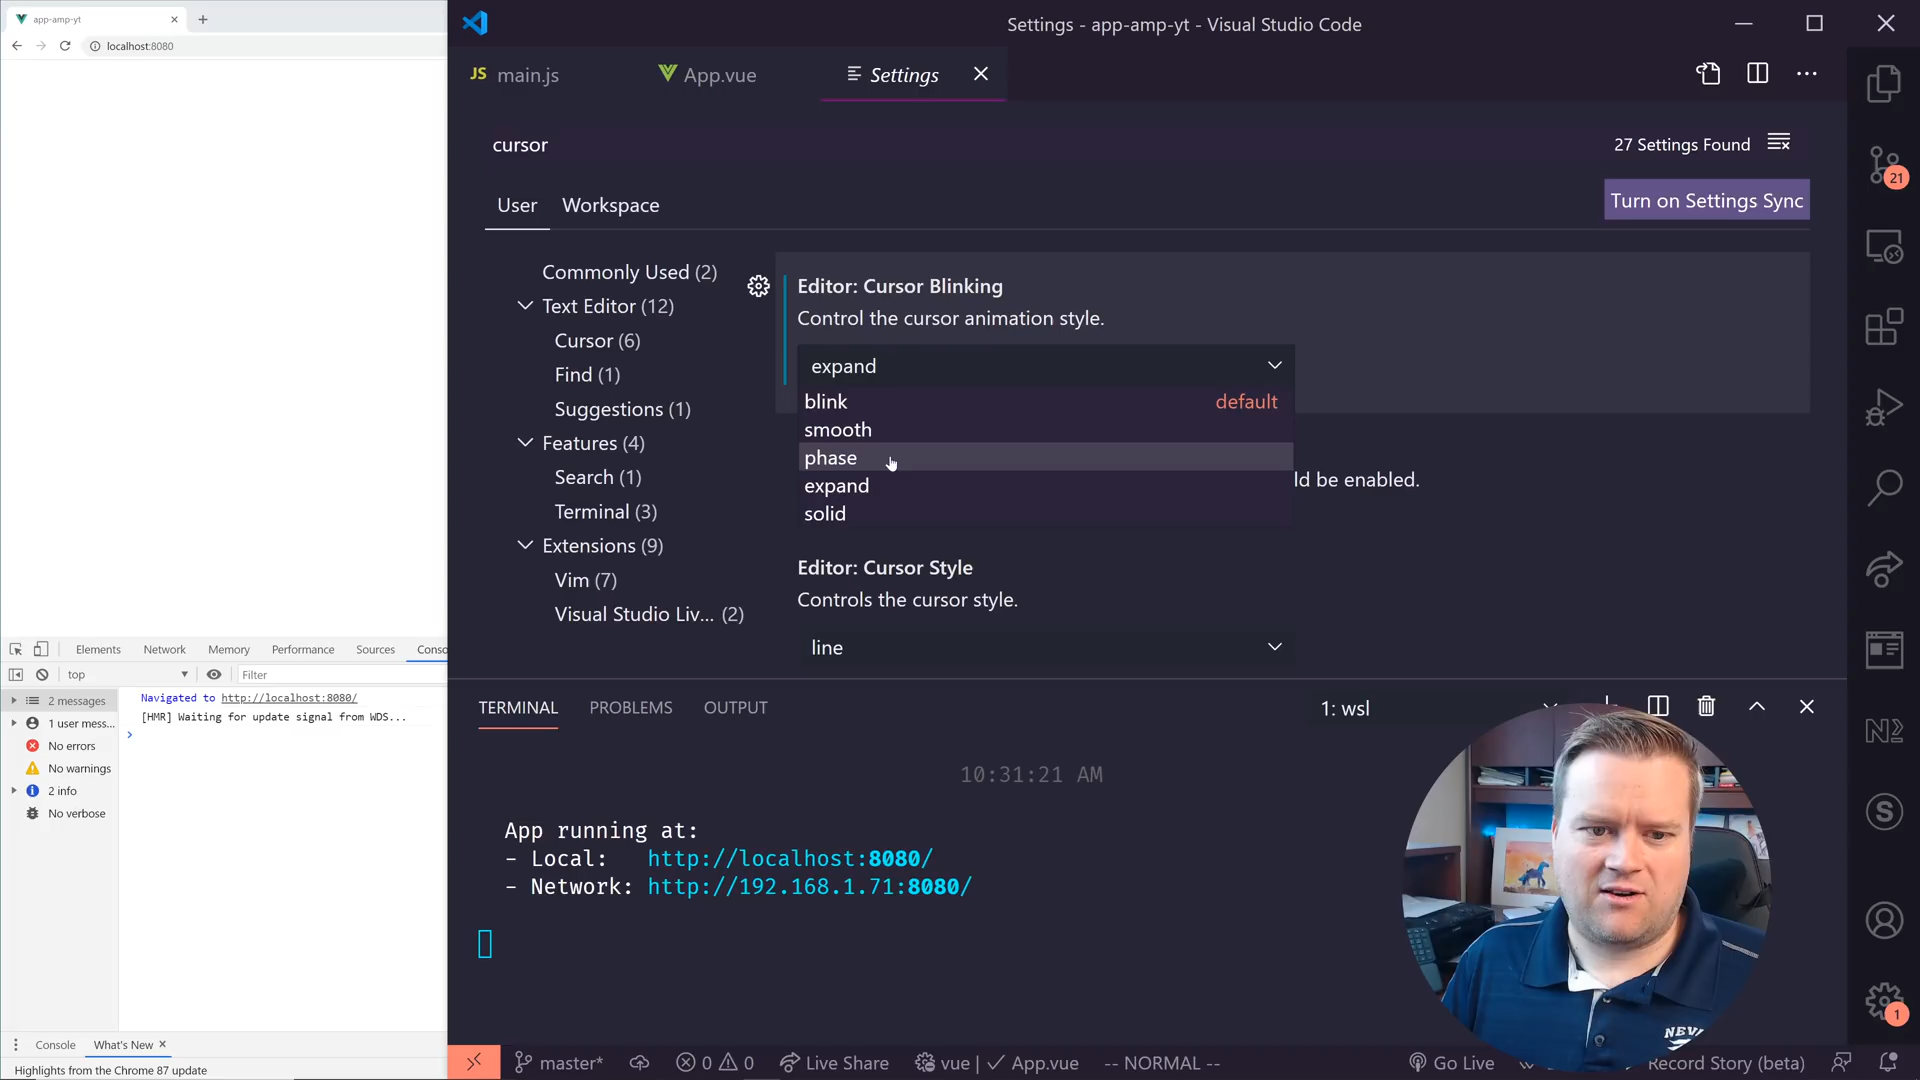 app-amp-yt
localhost:8080
Settings - app-amp-yt - Visual Studio Code
JS main.js
App.vue
Settings
cursor
27 Settings Found
User
Workspace
Turn on Settings Sync
21
Commonly Used (2)
Text Editor (12)
Cursor (6)
Find (1)
Suggestions (1)
Features (4)
Search (1)
Terminal (3)
Extensions (9)
Vim (7)
Visual Studio Liv... (2)
Editor: Cursor Blinking
Control the cursor animation style.
expand
blink default
smooth
phase
expand
solid
ld be enabled.
Editor: Cursor Style
Controls the cursor style.
line
Elements Network Memory Performance Sources Conso
top Filter
2 messages
1 user mess...
No errors
No warnings
2 info
No verbose
Navigated to http://localhost:8080/
[HMR] Waiting for update signal from WDS...
TERMINAL PROBLEMS OUTPUT
1: wsl
10:31:21 AM
App running at:
- Local: http://localhost:8080/
- Network: http://192.168.1.71:8080/
NEVA
1
Console What's New
Highlights from the Chrome 87 update
master* 0 0 Live Share vue | App.vue -- NORMAL -- Go Live Record Story (beta)